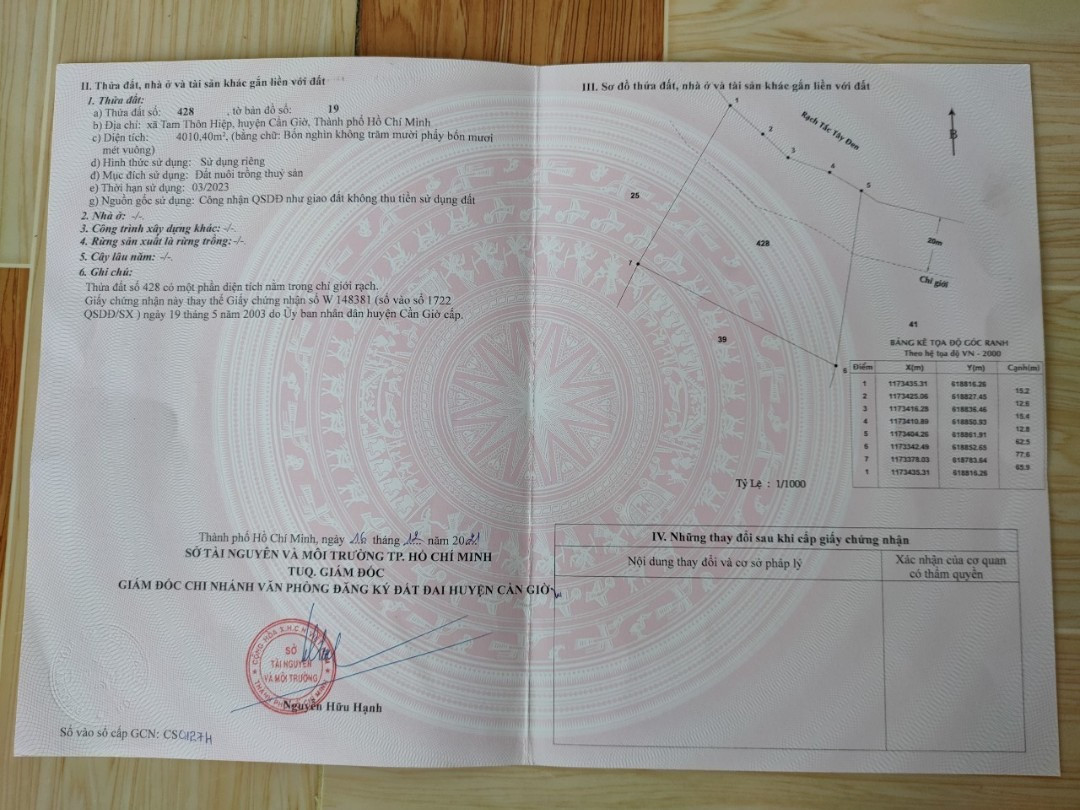 II. Thửa đất, nhà ở và tài sản khác gắn liền với đất
1. Thửa đất:
a) Thửa đất số: 428 , tờ bản đồ số: 19
b) Địa chỉ: xã Tam Thôn Hiệp, huyện Cần Giờ, Thành phố Hồ Chí Minh
c) Diện tích: 4010,40m², (bằng chữ: Bốn nghìn không trăm mười phẩy bốn mươi
mét vuông)
d) Hình thức sử dụng: Sử dụng riêng
đ) Mục đích sử dụng: Đất nuôi trồng thuỷ sản
e) Thời hạn sử dụng: 03/2023
g) Nguồn gốc sử dụng: Công nhận QSDĐ như giao đất không thu tiền sử dụng đất
2. Nhà ở: -/-.
3. Công trình xây dựng khác: -/-.
4. Rừng sản xuất là rừng trồng:-/-.
5. Cây lâu năm: -/-.
6. Ghi chú:
Thửa đất số 428 có một phần diện tích nằm trong chỉ giới rạch.
Giấy chứng nhận này thay thế Giấy chứng nhận số W 148381 (số vào sổ 1722
QSDĐ/SX ) ngày 19 tháng 5 năm 2003 do Ủy ban nhân dân huyện Cần Giờ cấp.
Thành phố Hồ Chí Minh, ngày 16 tháng 12 năm 2021
SỞ TÀI NGUYÊN VÀ MÔI TRƯỜNG TP. HỒ CHÍ MINH
TUQ. GIÁM ĐỐC
GIÁM ĐỐC CHI NHÁNH VĂN PHÒNG ĐĂNG KÝ ĐẤT ĐAI HUYỆN CẦN GIỜ
SỞ
TÀI NGUYÊN
VÀ MÔI TRƯỜNG
Nguyễn Hữu Hạnh
Số vào sổ cấp GCN: CS
III. Sơ đồ thửa đất, nhà ở và tài sản khác gắn liền với đất
1
2
Rạch Tắc Tây Đen
3
4
5
B
25
428
20m
Chỉ giới
7
41
39
6
BẢNG KÊ TỌA ĐỘ GÓC RANH
Theo hệ tọa độ VN - 2000
Điểm X(m) Y(m) Cạnh(m)
1 1173435.31 618816.26
15.2
2 1173425.06 618827.45
12.6
3 1173416.28 618836.46
15.4
4 1173410.89 618850.93
12.8
5 1173404.26 618861.91
62.5
6 1173342.49 618852.65
77.6
7 1173378.03 618783.64
65.9
1 1173435.31 618816.26
Tỷ Lệ : 1/1000
IV. Những thay đổi sau khi cấp giấy chứng nhận
Nội dung thay đổi và cơ sở pháp lý
Xác nhận của cơ quan
có thẩm quyền